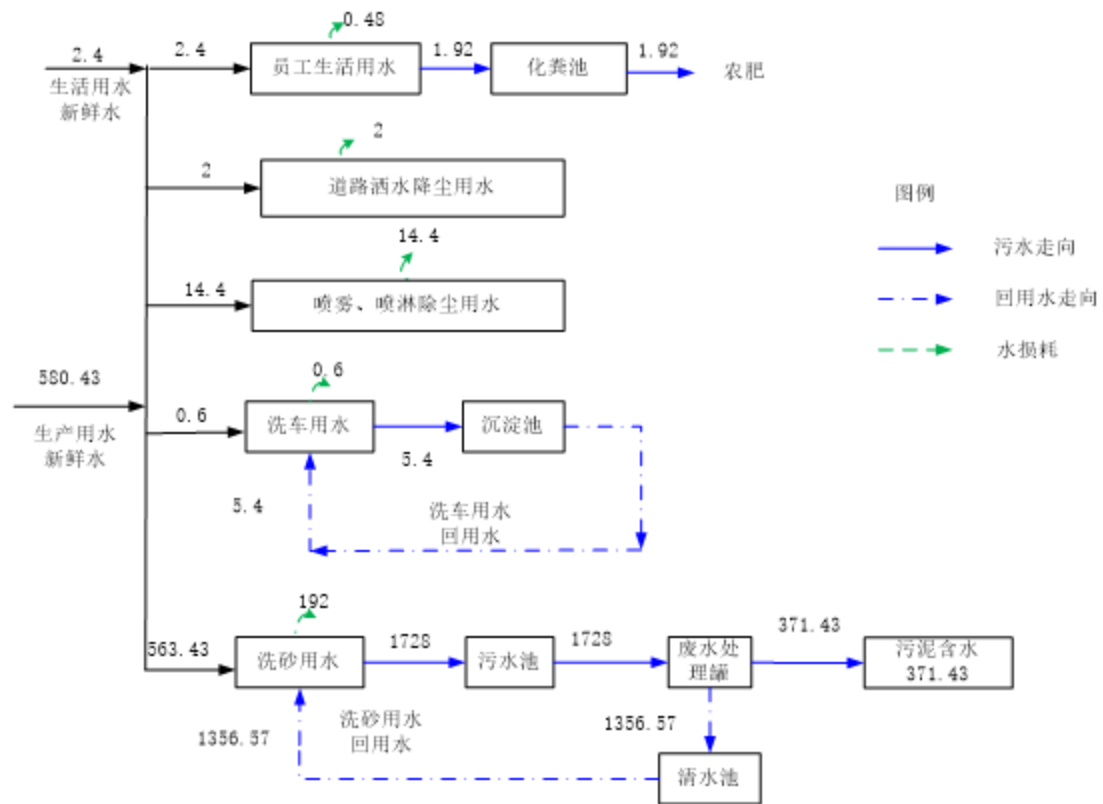 0.48
2.4
2.4
员工生活用水
1.92
化粪池
1.92
农肥
生活用水
新鲜水
2
2
道路洒水降尘用水
图例
14.4
14.4
喷雾、喷淋除尘用水
污水走向
回用水走向
水损耗
580.43
生产用水
新鲜水
0.6
0.6
洗车用水
5.4
沉淀池
5.4
洗车用水
回用水
192
563.43
洗砂用水
1728
污水池
1728
废水处
理罐
371.43
污泥含水
371.43
1356.57
洗砂用水
回用水
1356.57
清水池